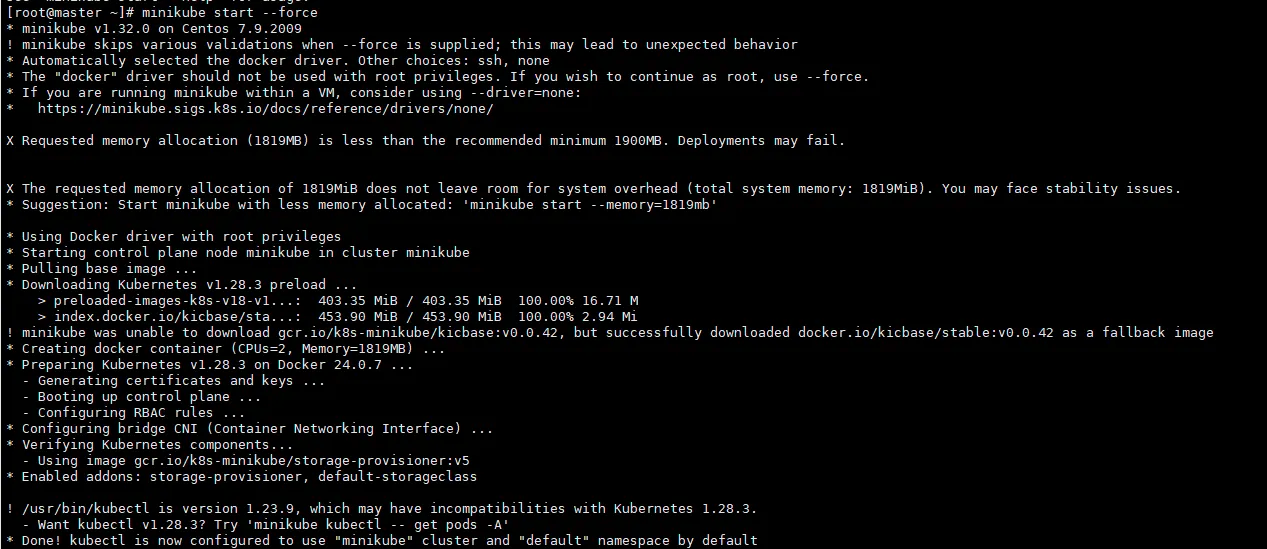 [root@master ~]# minikube start --force
* minikube v1.32.0 on Centos 7.9.2009
! minikube skips various validations when --force is supplied; this may lead to unexpected behavior
* Automatically selected the docker driver. Other choices: ssh, none
* The "docker" driver should not be used with root privileges. If you wish to continue as root, use --force.
* If you are running minikube within a VM, consider using --driver=none:
*   https://minikube.sigs.k8s.io/docs/reference/drivers/none/
X Requested memory allocation (1819MB) is less than the recommended minimum 1900MB. Deployments may fail.
X The requested memory allocation of 1819MiB does not leave room for system overhead (total system memory: 1819MiB). You may face stability issues.
* Suggestion: Start minikube with less memory allocated: 'minikube start --memory=1819mb'
* Using Docker driver with root privileges
* Starting control plane node minikube in cluster minikube
* Pulling base image ...
* Downloading Kubernetes v1.28.3 preload ...
    > preloaded-images-k8s-v18-v1...:  403.35 MiB / 403.35 MiB  100.00% 16.71 M
    > index.docker.io/kicbase/sta...:  453.90 MiB / 453.90 MiB  100.00% 2.94 Mi
! minikube was unable to download gcr.io/k8s-minikube/kicbase:v0.0.42, but successfully downloaded docker.io/kicbase/stable:v0.0.42 as a fallback image
* Creating docker container (CPUs=2, Memory=1819MB) ...
* Preparing Kubernetes v1.28.3 on Docker 24.0.7 ...
  - Generating certificates and keys ...
  - Booting up control plane ...
  - Configuring RBAC rules ...
* Configuring bridge CNI (Container Networking Interface) ...
* Verifying Kubernetes components...
  - Using image gcr.io/k8s-minikube/storage-provisioner:v5
* Enabled addons: storage-provisioner, default-storageclass
! /usr/bin/kubectl is version 1.23.9, which may have incompatibilities with Kubernetes 1.28.3.
  - Want kubectl v1.28.3? Try 'minikube kubectl -- get pods -A'
* Done! kubectl is now configured to use "minikube" cluster and "default" namespace by default